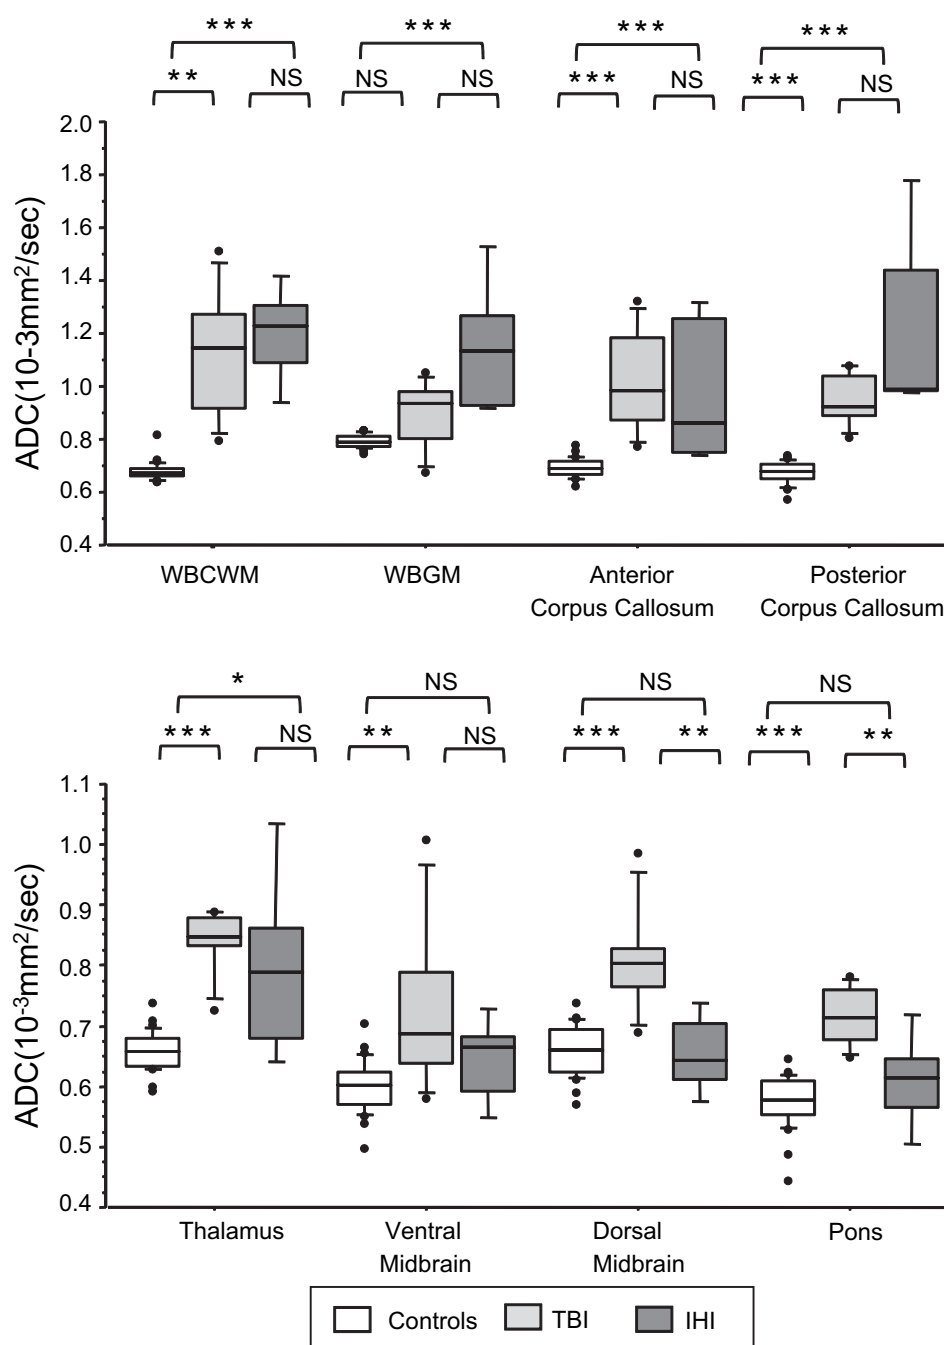 *** *** *** ***
** NS NS NS *** NS *** NS
2.0
1.8
1.6
1.4
1.2
1.0
0.8
0.6
0.4
ADC(10-3mm²/sec)
WBCWM WBGM Anterior Posterior
Corpus Callosum Corpus Callosum
* NS NS NS
*** NS ** NS *** ** *** **
1.1
1.0
0.9
0.8
0.7
0.6
0.5
0.4
ADC(10⁻³mm²/sec)
Thalamus Ventral Dorsal Pons
Midbrain Midbrain
Controls TBI IHI